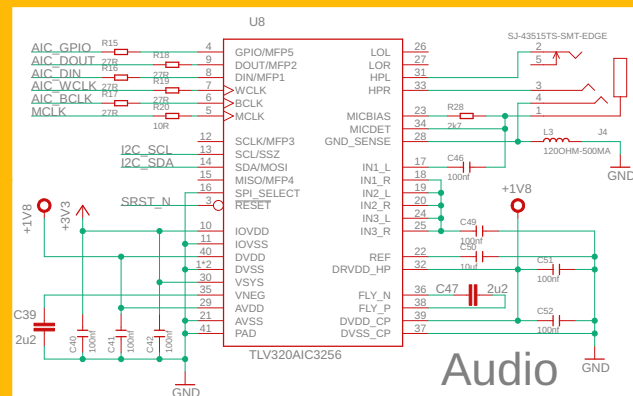 U8
SJ-43515TS-SMT-EDGE
AIC_GPIO R15 4 GPIO/MFP5 LOL 26 2
AIC_DOUT 27R R18 9 DOUT/MFP2 LOR 27 5
AIC_DIN R16 27R 8 DIN/MFP1 HPL 31
AIC_WCLK 27R R19 7 WCLK HPR 33 3
AIC_BCLK R17 27R 6 BCLK 4
MCLK 27R R20 5 MCLK MICBIAS 23 R28 1
10R MICDET 34 2k7
12 SCLK/MFP3 GND_SENSE 28 L3 J4
I2C_SCL 13 SCL/SSZ 120OHM-500MA
I2C_SDA 14 SDA/MOSI IN1_L 17 C46 GND
15 MISO/MFP4 IN1_R 18 100nf
16 SPI_SELECT IN2_L 19 +1V8
SRST_N 3 RESET IN2_R 20
+1V8 +3V3 IN3_L 24
10 IOVDD IN3_R 25 C49
11 IOVSS 100nf
40 DVDD REF 22 C50
1*2 DVSS DRVDD_HP 32 10uf C51
30 VSYS 100nf
35 VNEG FLY_N 36 C47 2u2
C39 29 AVDD FLY_P 38
2u2 21 AVSS DVDD_CP 39 C52
C40 100nf C41 100nf C42 100nf 41 PAD DVSS_CP 37 100nf
TLV320AIC3256
GND GND
Audio